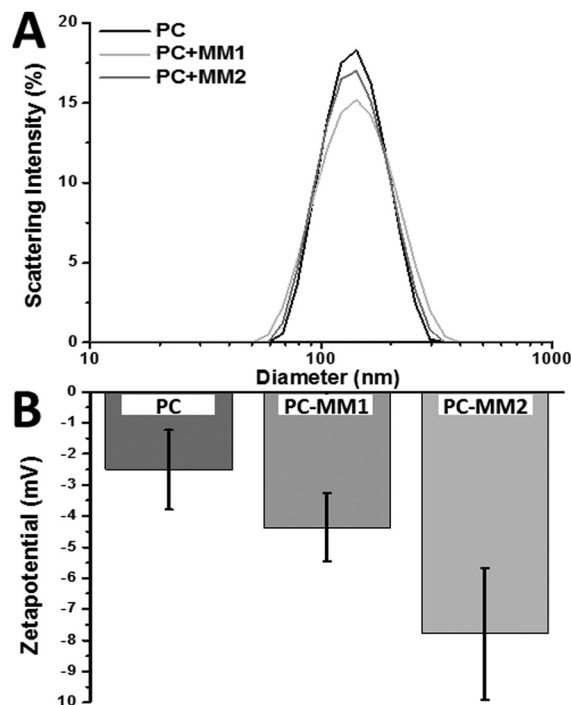 A
PC
PC+MM1
PC+MM2
Scattering Intensity (%)
20
15
10
5
0
10
100
1000
Diameter (nm)
B
PC
PC-MM1
PC-MM2
Zetapotential (mV)
0
-1
-2
-3
-4
-5
-6
-7
-8
-9
10